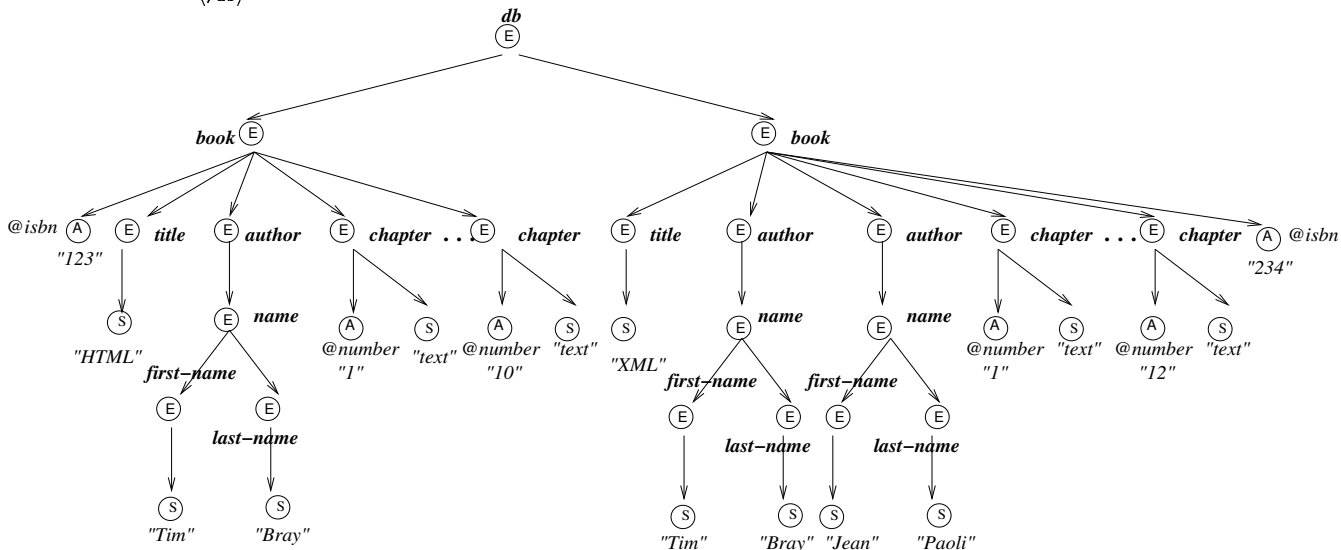 db
E
book E E book
@isbn A E title E author E chapter . . . E chapter E title E author E author E chapter . . . E chapter A @isbn
"123" "234"
S E name A S A S S E name E name A S A S
"HTML" @number "text" @number "text" "XML" @number "text" @number "text"
"1" "10" "1" "12"
first-name first-name first-name
E E E E E E
last-name last-name last-name
S S S S S S
"Tim" "Bray" "Tim" "Bray" "Jean" "Paoli"